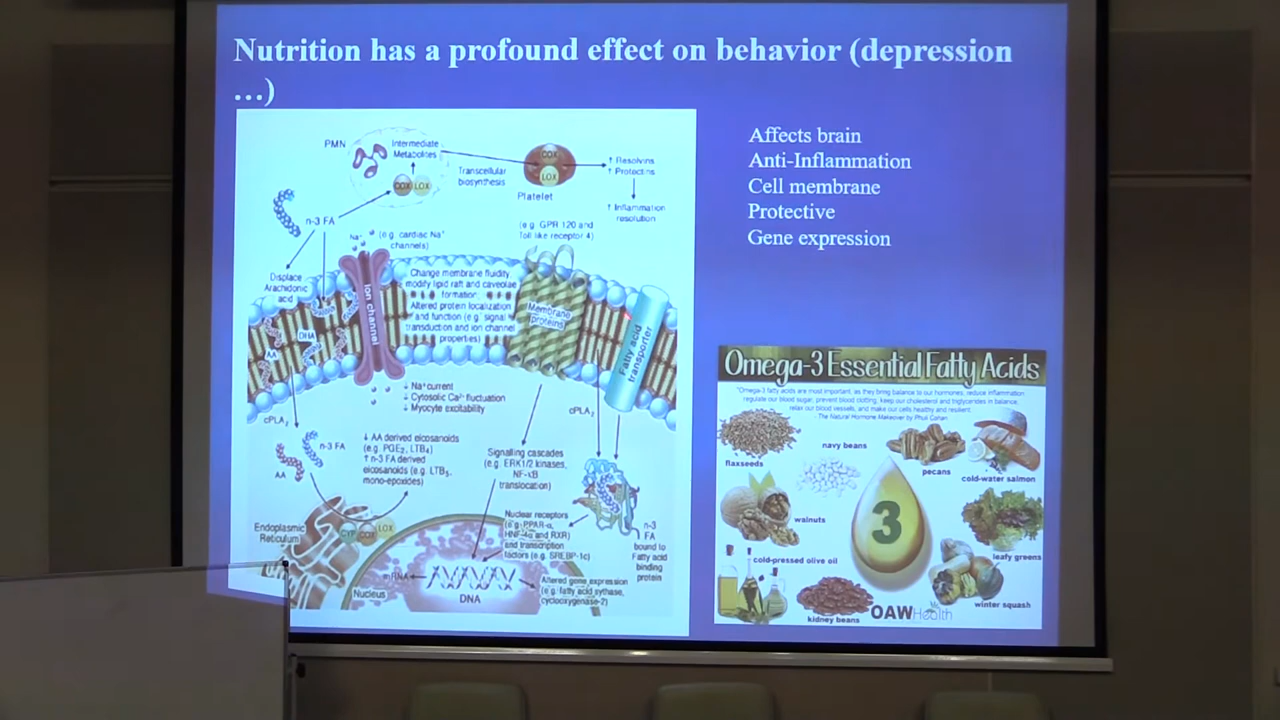 Nutrition has a profound effect on behavior (depression
…)
Affects brain
Anti-Inflammation
Cell membrane
Protective
Gene expression
PMN
Intermediate
Metabolites
COX LOX
Transcellular
biosynthesis
COX
LOX
Platelet
↑ Resolvins
↑ Protectins
↑ Inflammation
resolution
n-3 FA
Na⁺
(e.g. cardiac Na⁺
channels)
(e.g. GPR 120 and
Toll like receptor 4)
Displace
Arachidonic
acid
Ion channel
Change membrane fluidity,
modify lipid raft and caveolae
formation
Altered protein localization
and function (e.g. signal
transduction and ion channel
properties)
Membrane
proteins
Fatty acid
transporter
DHA
AA
↓ Na⁺current
↓ Cytosolic Ca²⁺ fluctuation
↓ Myocyte excitability
cPLA₂
cPLA₂
n-3 FA
AA
↓ AA derived eicosanoids
(e.g. PGE₂, LTB₄)
↑ n-3 FA derived
eicosanoids (e.g. LTB₅,
mono-epoxides)
Signalling cascades
(e.g. ERK1/2 kinases,
NF-κB
translocation)
Endoplasmic
Reticulum
CYP COX LOX
Nuclear receptors
(e.g. PPAR-α,
HNF-4α and RXR)
and transcription
factors (e.g. SREBP-1c)
n-3
FA
bound to
Fatty acid
binding
protein
mRNA
DNA
Nucleus
Altered gene expression
(e.g. fatty acid sythase,
cyclooxygenase-2)
Omega-3 Essential Fatty Acids
"Omega-3 fatty acids are most important, as they bring balance to our hormones, reduce inflammation,
regulate our blood sugar, prevent blood clotting, keep our cholesterol and triglycerides in balance,
relax our blood vessels, and make our cells healthy and resilient."
- The Natural Hormone Makeover by Phuli Cohan
flaxseeds
navy beans
pecans
cold-water salmon
walnuts
3
leafy greens
cold-pressed olive oil
kidney beans
winter squash
OAWHealth